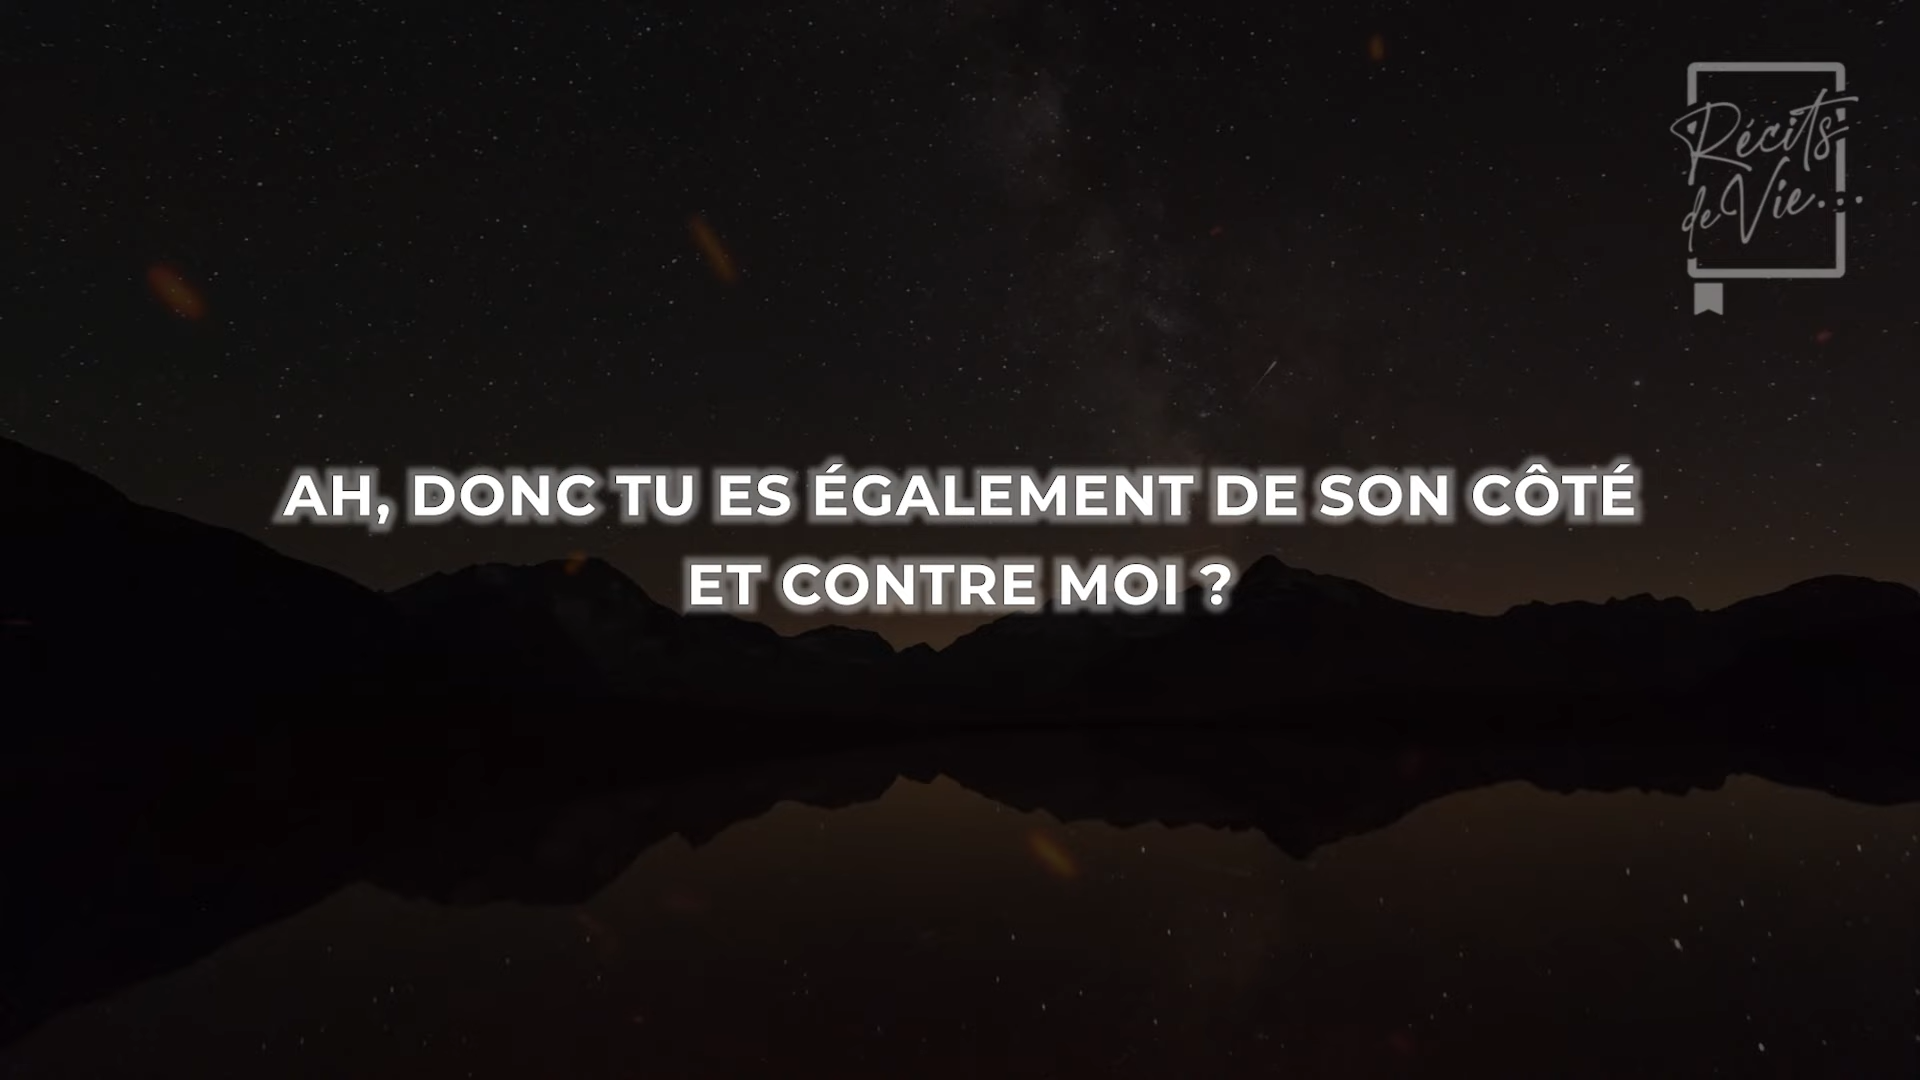 Récits
de Vie...
AH, DONC TU ES ÉGALEMENT DE SON CÔTÉ
ET CONTRE MOI ?